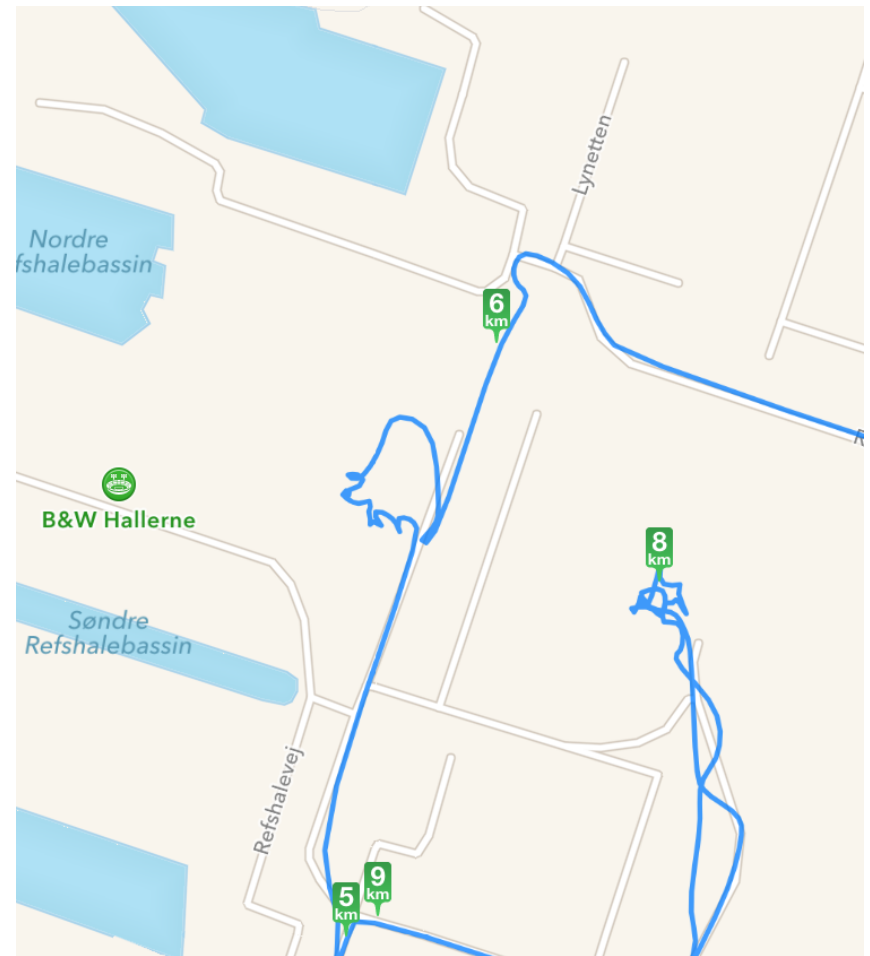 Lynetten
Nordre
fshalebassin
6
km
R
B&W Hallerne
8
km
Søndre
Refshalebassin
Refshalevej
9
km
5
km